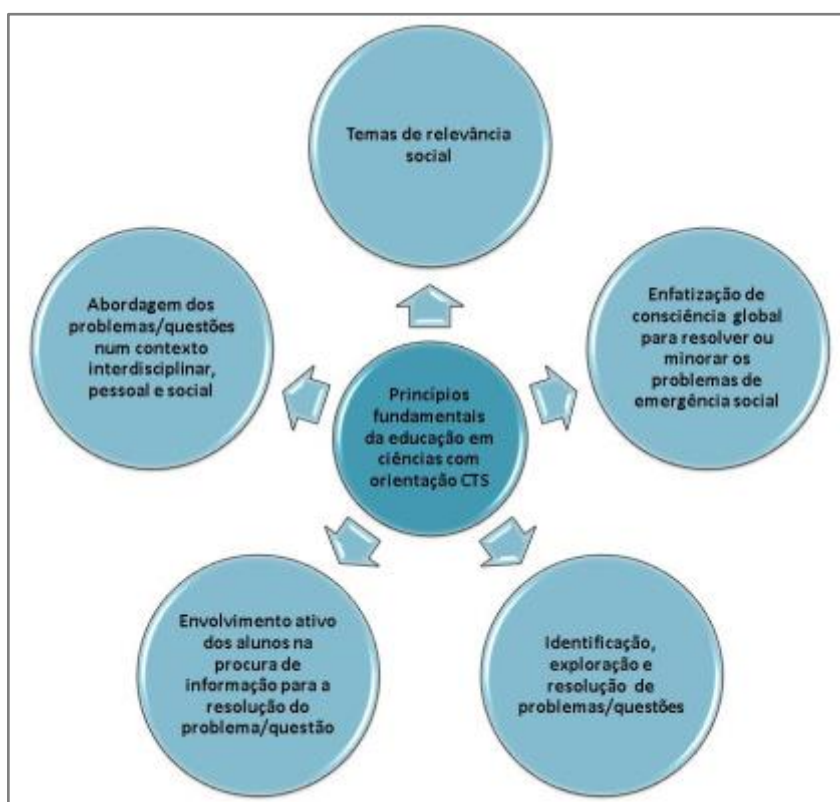 Temas de relevância
social
Abordagem dos
problemas/questões
num contexto
interdisciplinar,
pessoal e social
Enfatização de
consciência global
para resolver ou
minorar os
problemas de
emergência social
Princípios
fundamentais
da educação em
ciências com
orientação CTS
Envolvimento ativo
dos alunos na
procura de
informação para a
resolução do
problema/questão
Identificação,
exploração e
resolução de
problemas/questões